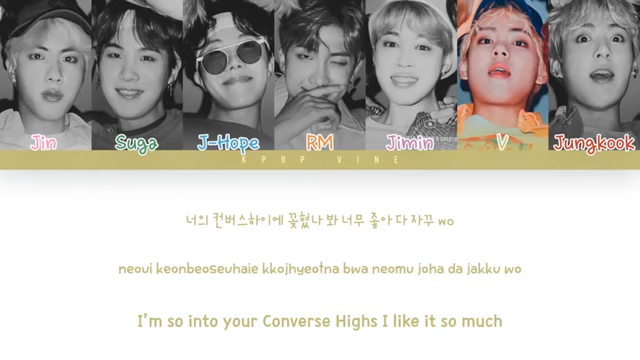 Jin Suga J-Hope RM Jimin V Jungkook
KPOP.VINE
너의 컨버스하이에 꽂혔나 봐 너무 좋아 다 자꾸 wo
neoui keonbeoseuhaie kkojhyeotna bwa neomu joha da jakku wo
I'm so into your Converse Highs I like it so much